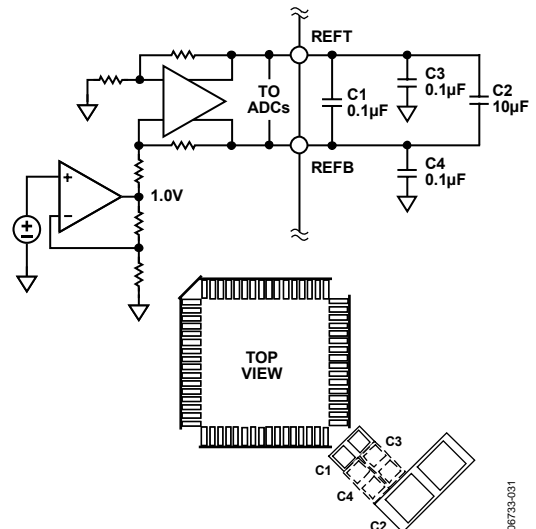 REFT
C3
0.1µF
C2
10µF
C1
0.1µF
TO
ADCs
REFB
C4
0.1µF
+
–
1.0V
+
–
TOP
VIEW
C3
C1
C4
C2
06733-031